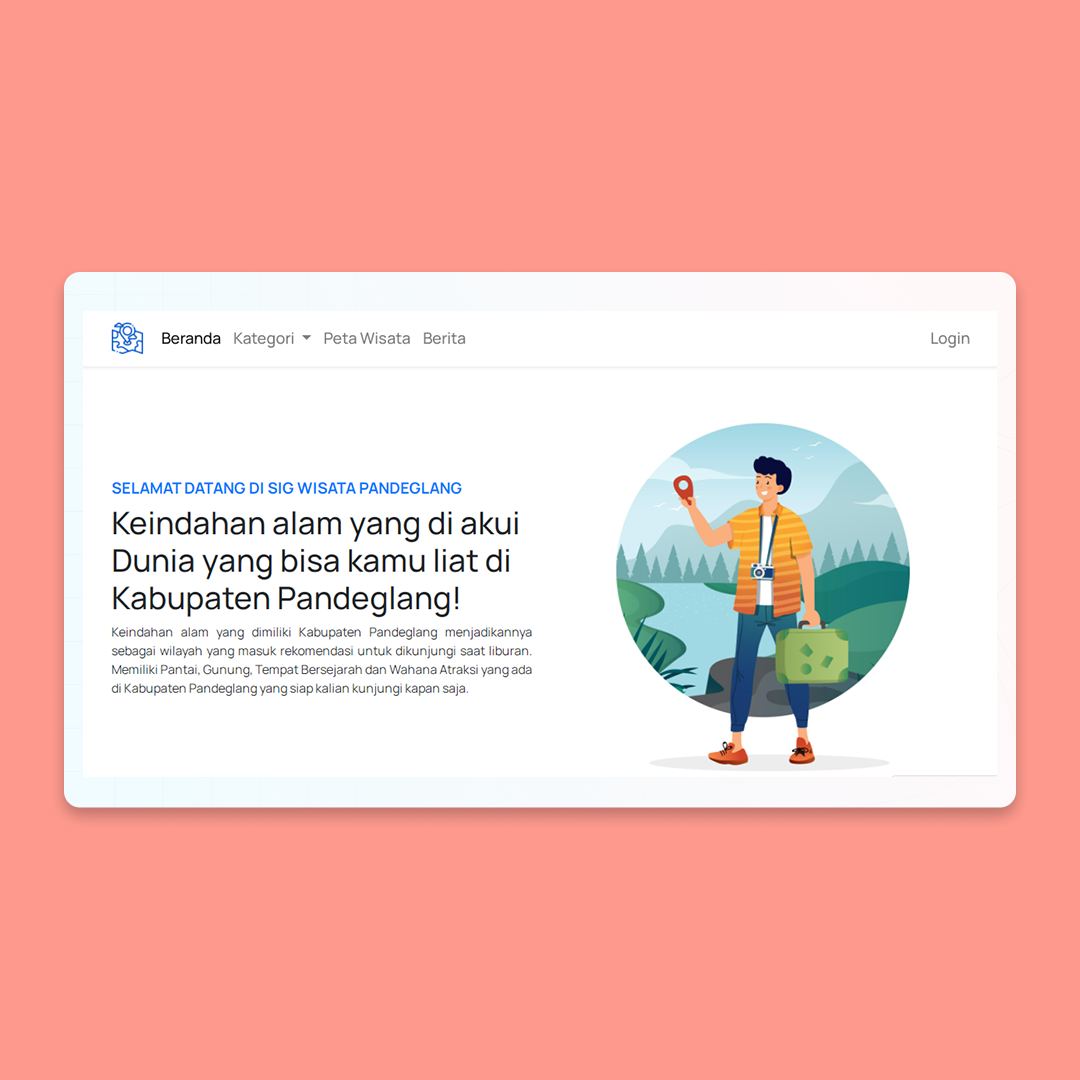 Beranda Kategori Peta Wisata Berita Login
SELAMAT DATANG DI SIG WISATA PANDEGLANG
Keindahan alam yang di akui
Dunia yang bisa kamu liat di
Kabupaten Pandeglang!
Keindahan alam yang dimiliki Kabupaten Pandeglang menjadikannya
sebagai wilayah yang masuk rekomendasi untuk dikunjungi saat liburan.
Memiliki Pantai, Gunung, Tempat Bersejarah dan Wahana Atraksi yang ada
di Kabupaten Pandeglang yang siap kalian kunjungi kapan saja.